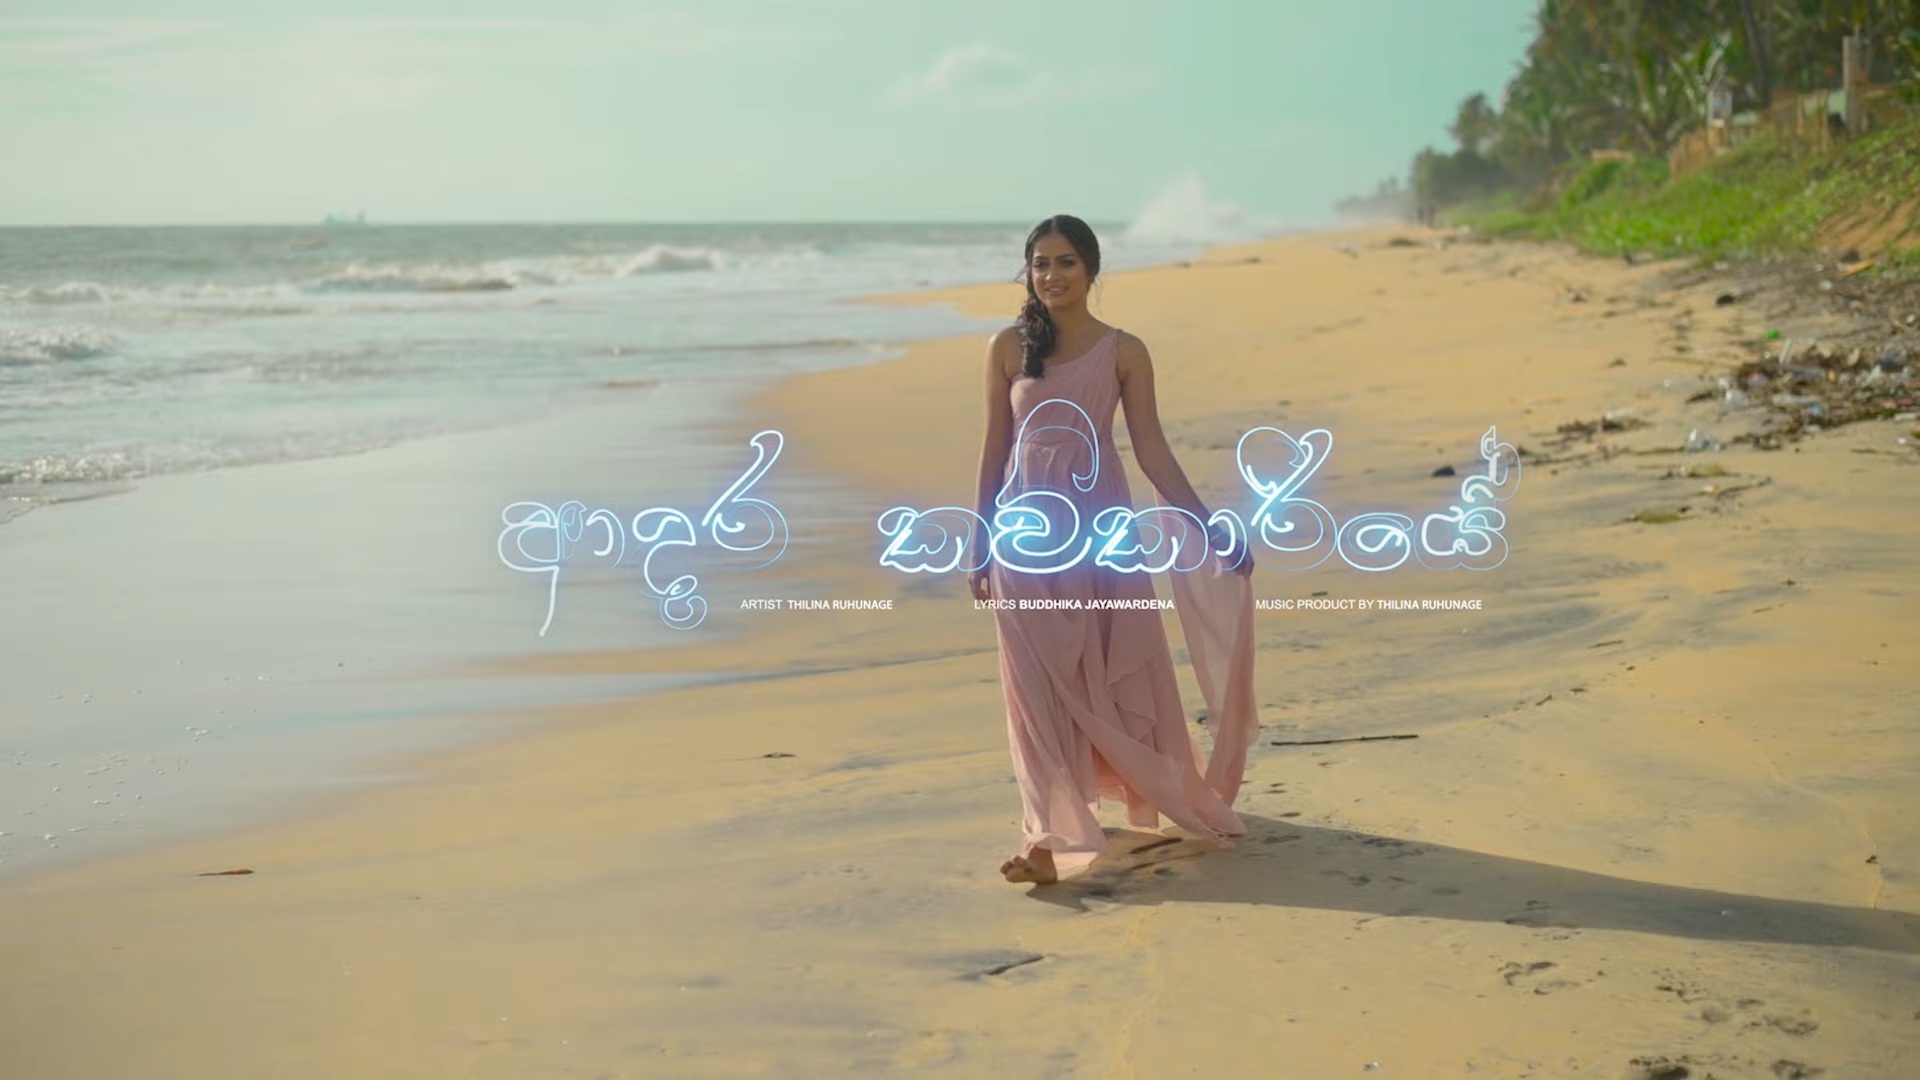 ආදර කවිකාරියේ
ARTIST THILINA RUHUNAGE LYRICS BUDDHIKA JAYAWARDENA MUSIC PRODUCT BY THILINA RUHUNAGE